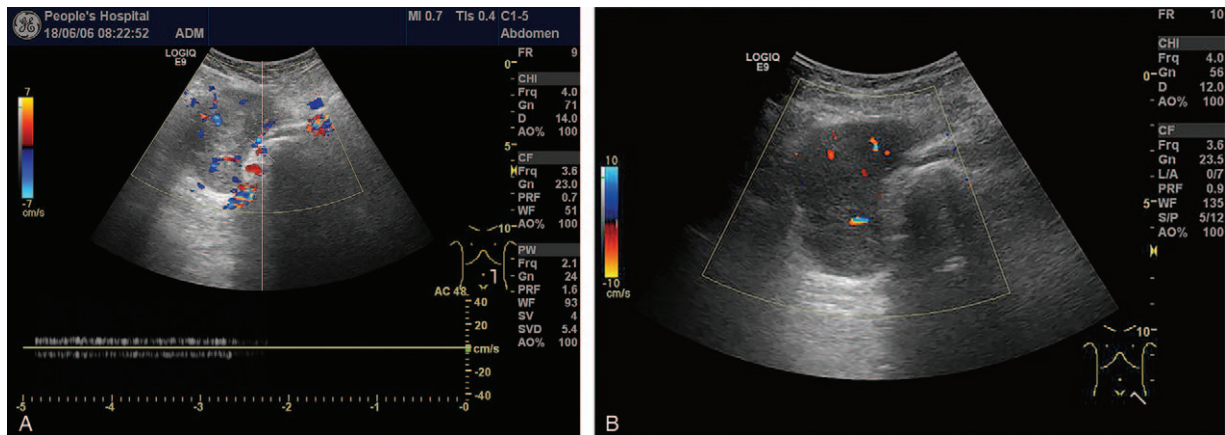 People's Hospital
18/06/06 08:22:52 ADM
MI 0.7 TIs 0.4 C1-5
Abdomen
LOGIQ
E9
FR 9
CHI
Frq 4.0
Gn 71
D 14.0
AO% 100
CF
Frq 3.6
Gn 23.0
PRF 0.7
WF 51
AO% 100
PW
Frq 2.1
Gn 24
PRF 1.6
WF 93
SV 4
SVD 5.4
AO% 100
7
-7
cm/s
0
5
10
AC 48
40
20
cm/s
-20
-40
-5 -4 -3 -2 -1 -0
A
LOGIQ
E9
FR 10
CHI
Frq 4.0
Gn 56
D 12.0
AO% 100
CF
Frq 3.6
Gn 23.5
L/A 0/7
PRF 0.9
WF 135
S/P 5/12
AO% 100
10
-10
cm/s
0
5
10
B